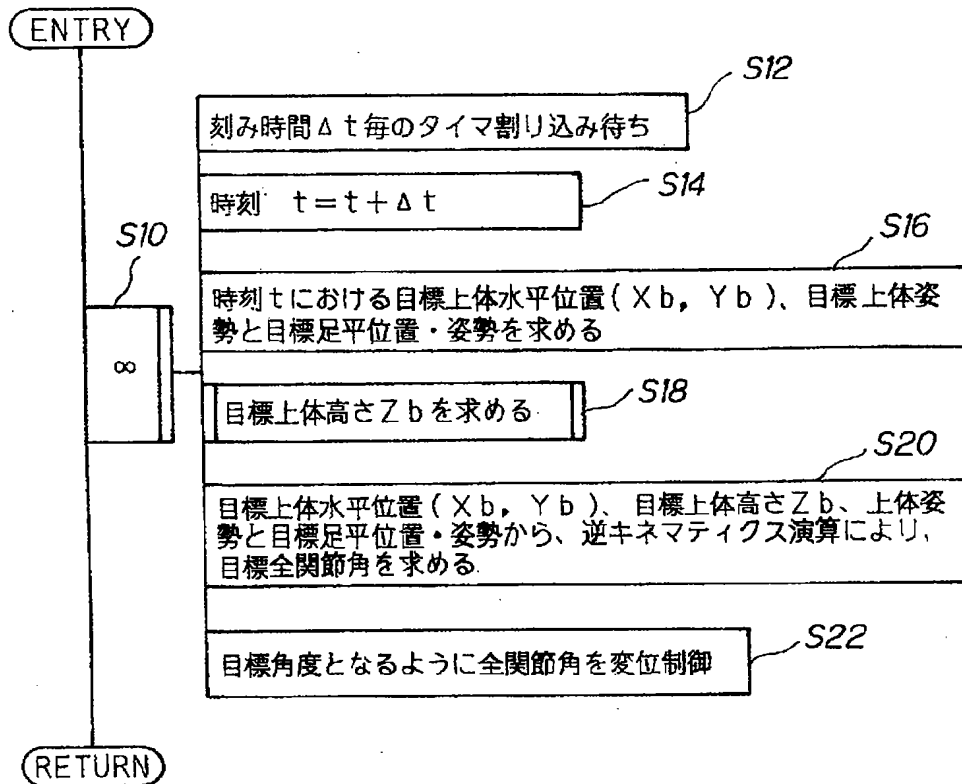 ENTRY
S12
刻み時間Δt毎のタイマ割り込み待ち
S14
時刻 t=t+Δt
S10
∞
S16
時刻tにおける目標上体水平位置(Xb,Yb)、目標上体姿
勢と目標足平位置・姿勢を求める
S18
目標上体高さZbを求める
S20
目標上体水平位置(Xb,Yb)、目標上体高さZb、上体姿
勢と目標足平位置・姿勢から、逆キネマティクス演算により、
目標全関節角を求める
S22
目標角度となるように全関節角を変位制御
RETURN